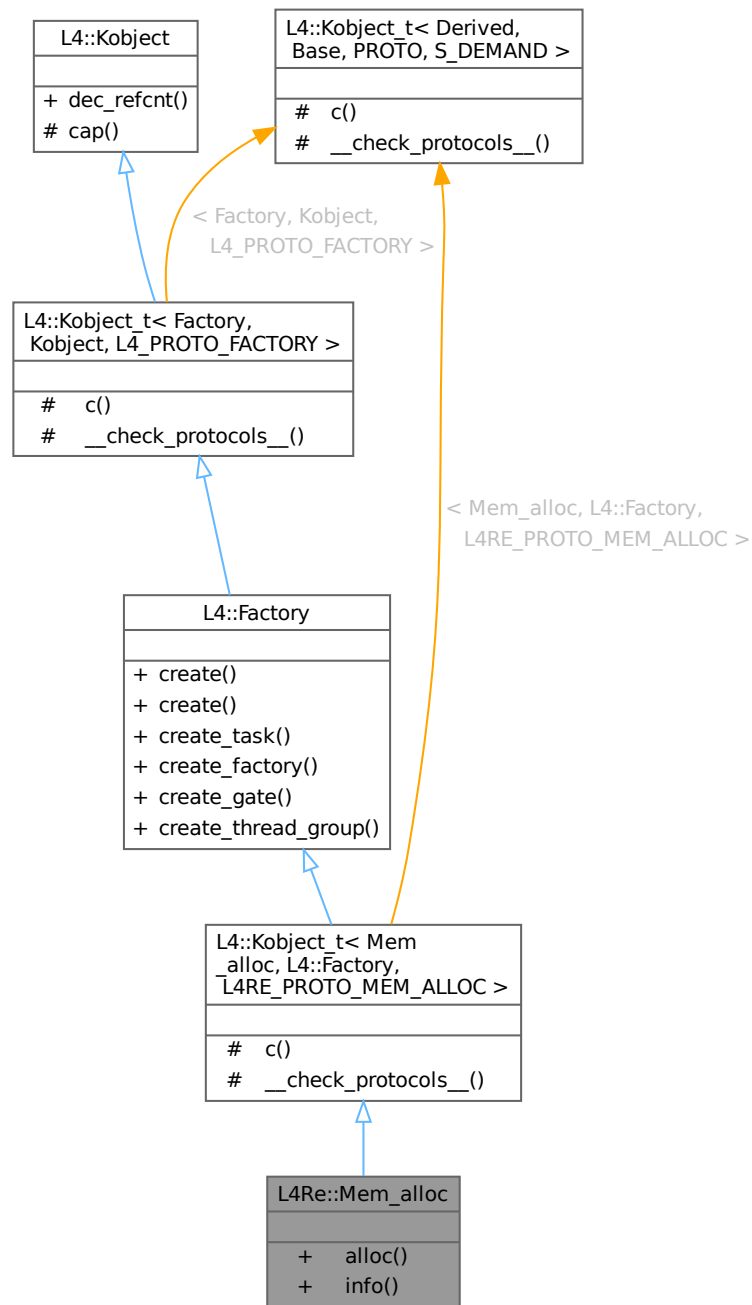 L4::Kobject
+ dec_refcnt()
# cap()
L4::Kobject_t< Derived,
Base, PROTO, S_DEMAND >
# c()
# __check_protocols__()
< Factory, Kobject,
L4_PROTO_FACTORY >
L4::Kobject_t< Factory,
Kobject, L4_PROTO_FACTORY >
# c()
# __check_protocols__()
< Mem_alloc, L4::Factory,
L4RE_PROTO_MEM_ALLOC >
L4::Factory
+ create()
+ create()
+ create_task()
+ create_factory()
+ create_gate()
+ create_thread_group()
L4::Kobject_t< Mem
_alloc, L4::Factory,
L4RE_PROTO_MEM_ALLOC >
# c()
# __check_protocols__()
L4Re::Mem_alloc
+ alloc()
+ info()